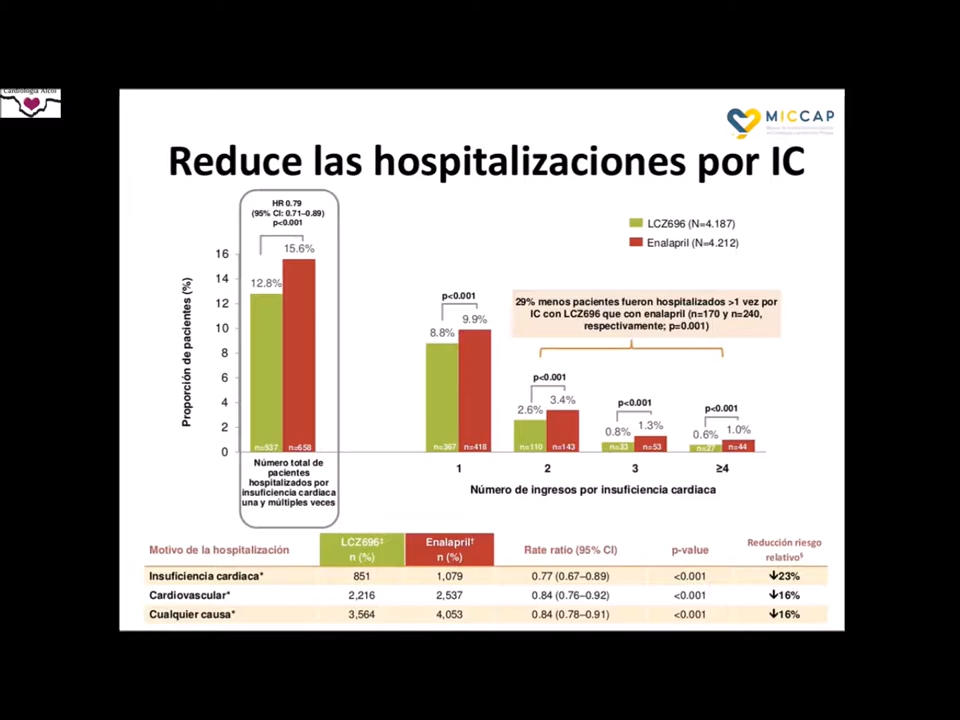 Cardiología Alcoi
MICCAP
Reduce las hospitalizaciones por IC
HR 0.79
(95% CI: 0.71–0.89)
p<0.001
LCZ696 (N=4.187)
Enalapril (N=4.212)
Proporción de pacientes (%)
16
14
12
10
8
6
4
2
0
12.8%
15.6%
n=537
n=658
Número total de
pacientes
hospitalizados por
insuficiencia cardiaca
una y múltiples veces
p<0.001
8.8%
9.9%
n=367
n=418
1
29% menos pacientes fueron hospitalizados >1 vez por
IC con LCZ696 que con enalapril (n=170 y n=240,
respectivamente; p=0.001)
p<0.001
2.6%
3.4%
n=110
n=143
2
p<0.001
0.8%
1.3%
n=33
n=53
3
p<0.001
0.6%
1.0%
n=27
n=44
≥4
Número de ingresos por insuficiencia cardiaca
Motivo de la hospitalización LCZ696‡ n (%) Enalapril† n (%) Rate ratio (95% CI) p-value Reducción riesgo relativo§
Insuficiencia cardiaca* 851 1,079 0.77 (0.67–0.89) <0.001 ↓23%
Cardiovascular* 2,216 2,537 0.84 (0.76–0.92) <0.001 ↓16%
Cualquier causa* 3,564 4,053 0.84 (0.78–0.91) <0.001 ↓16%